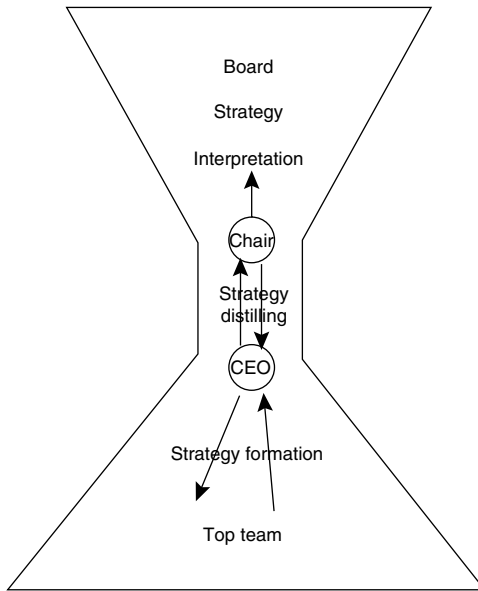 Board
Strategy
Interpretation
Chair
Strategy
distilling
CEO
Strategy formation
Top team